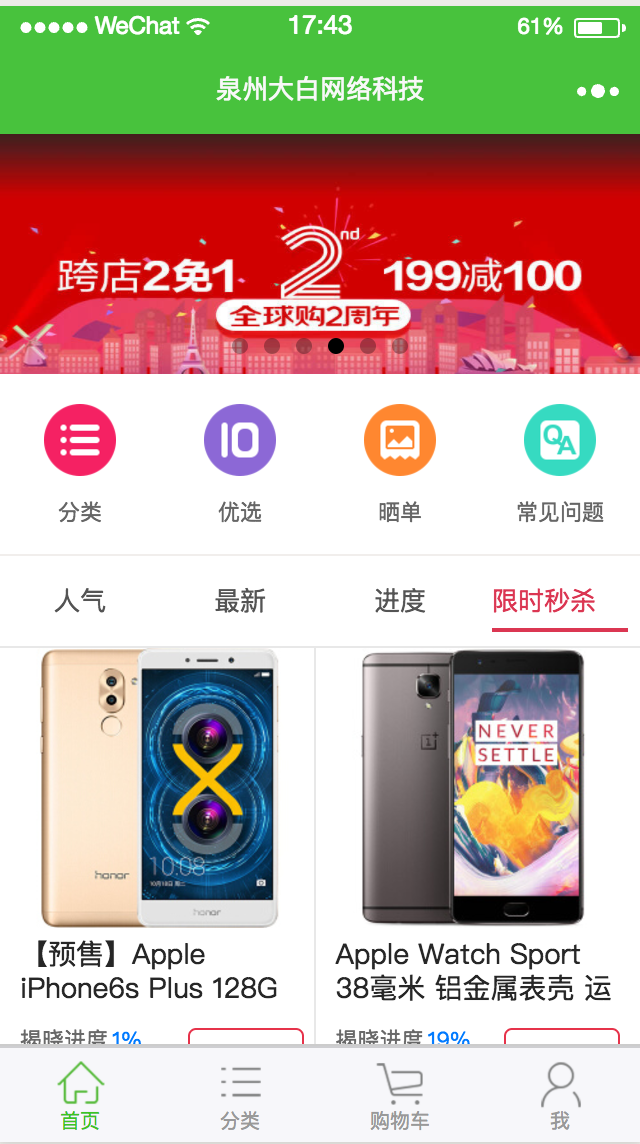 WeChat 17:43 61%
泉州大白网络科技
跨店2免1 2nd 199减100
全球购2周年
分类 优选 晒单 常见问题
人气 最新 进度 限时秒杀
NEVER
SETTLE
10:08
honor
honor
【预售】Apple
iPhone6s Plus 128G
Apple Watch Sport
38毫米 铝金属表壳 运
揭晓进度1% 揭晓进度19%
首页 分类 购物车 我